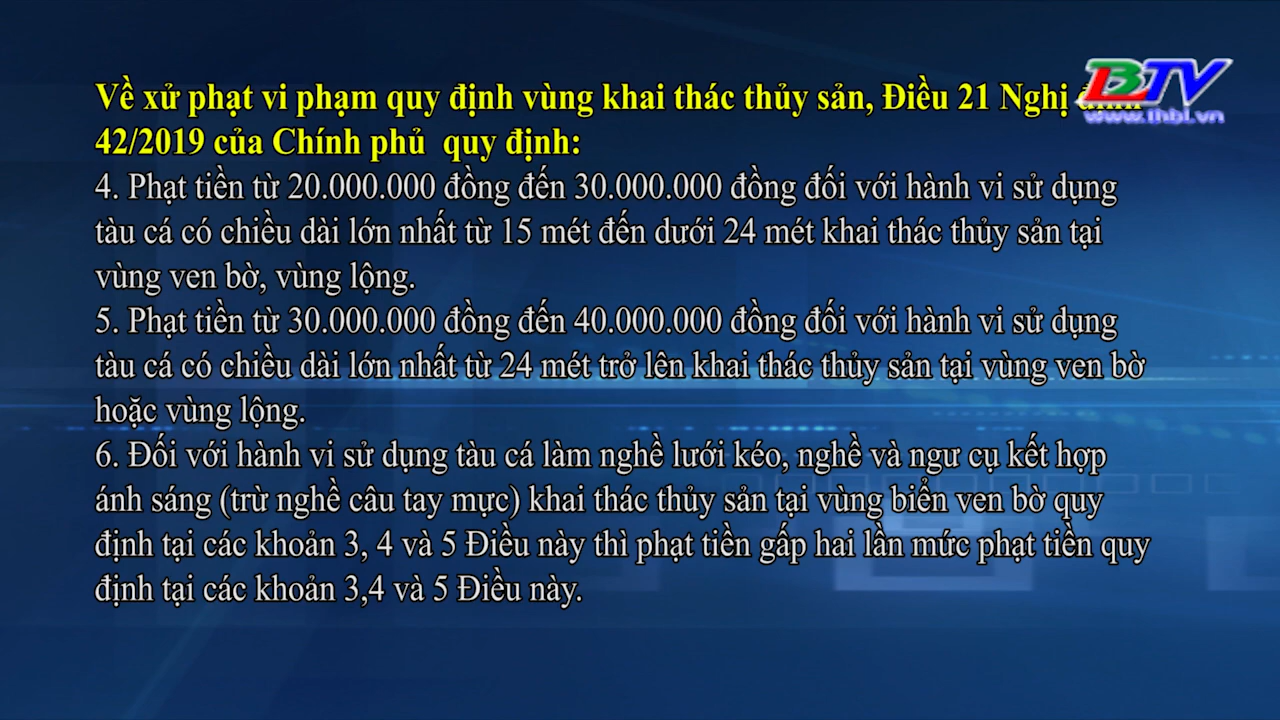 Về xử phạt vi phạm quy định vùng khai thác thủy sản, Điều 21 Nghị định
42/2019 của Chính phủ  quy định:
4. Phạt tiền từ 20.000.000 đồng đến 30.000.000 đồng đối với hành vi sử dụng
tàu cá có chiều dài lớn nhất từ 15 mét đến dưới 24 mét khai thác thủy sản tại
vùng ven bờ, vùng lộng.
5. Phạt tiền từ 30.000.000 đồng đến 40.000.000 đồng đối với hành vi sử dụng
tàu cá có chiều dài lớn nhất từ 24 mét trở lên khai thác thủy sản tại vùng ven bờ
hoặc vùng lộng.
6. Đối với hành vi sử dụng tàu cá làm nghề lưới kéo, nghề và ngư cụ kết hợp
ánh sáng (trừ nghề câu tay mực) khai thác thủy sản tại vùng biển ven bờ quy
định tại các khoản 3, 4 và 5 Điều này thì phạt tiền gấp hai lần mức phạt tiền quy
định tại các khoản 3,4 và 5 Điều này.
BTV
www.thbl.vn